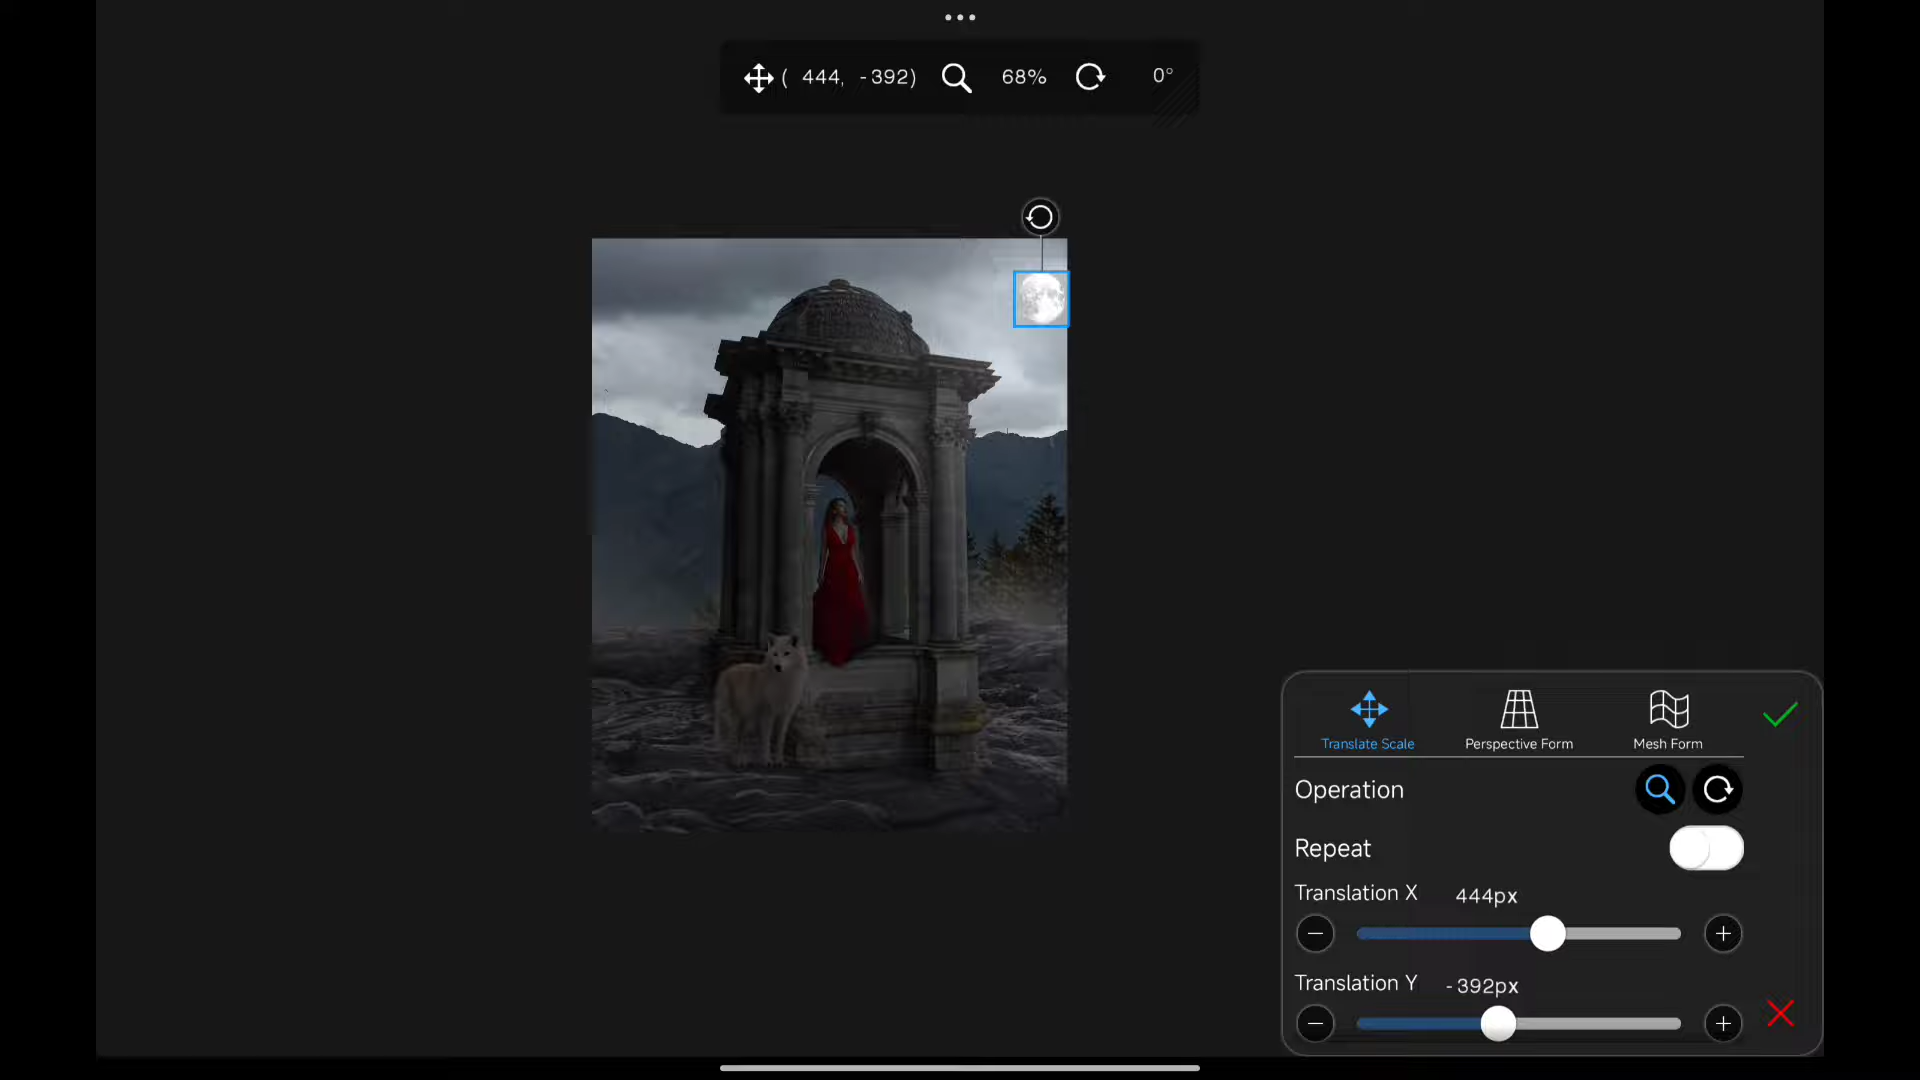 ( 444, -392) 68% 0°
Translate Scale Perspective Form Mesh Form
Operation
Repeat
Translation X 444px
Translation Y -392px